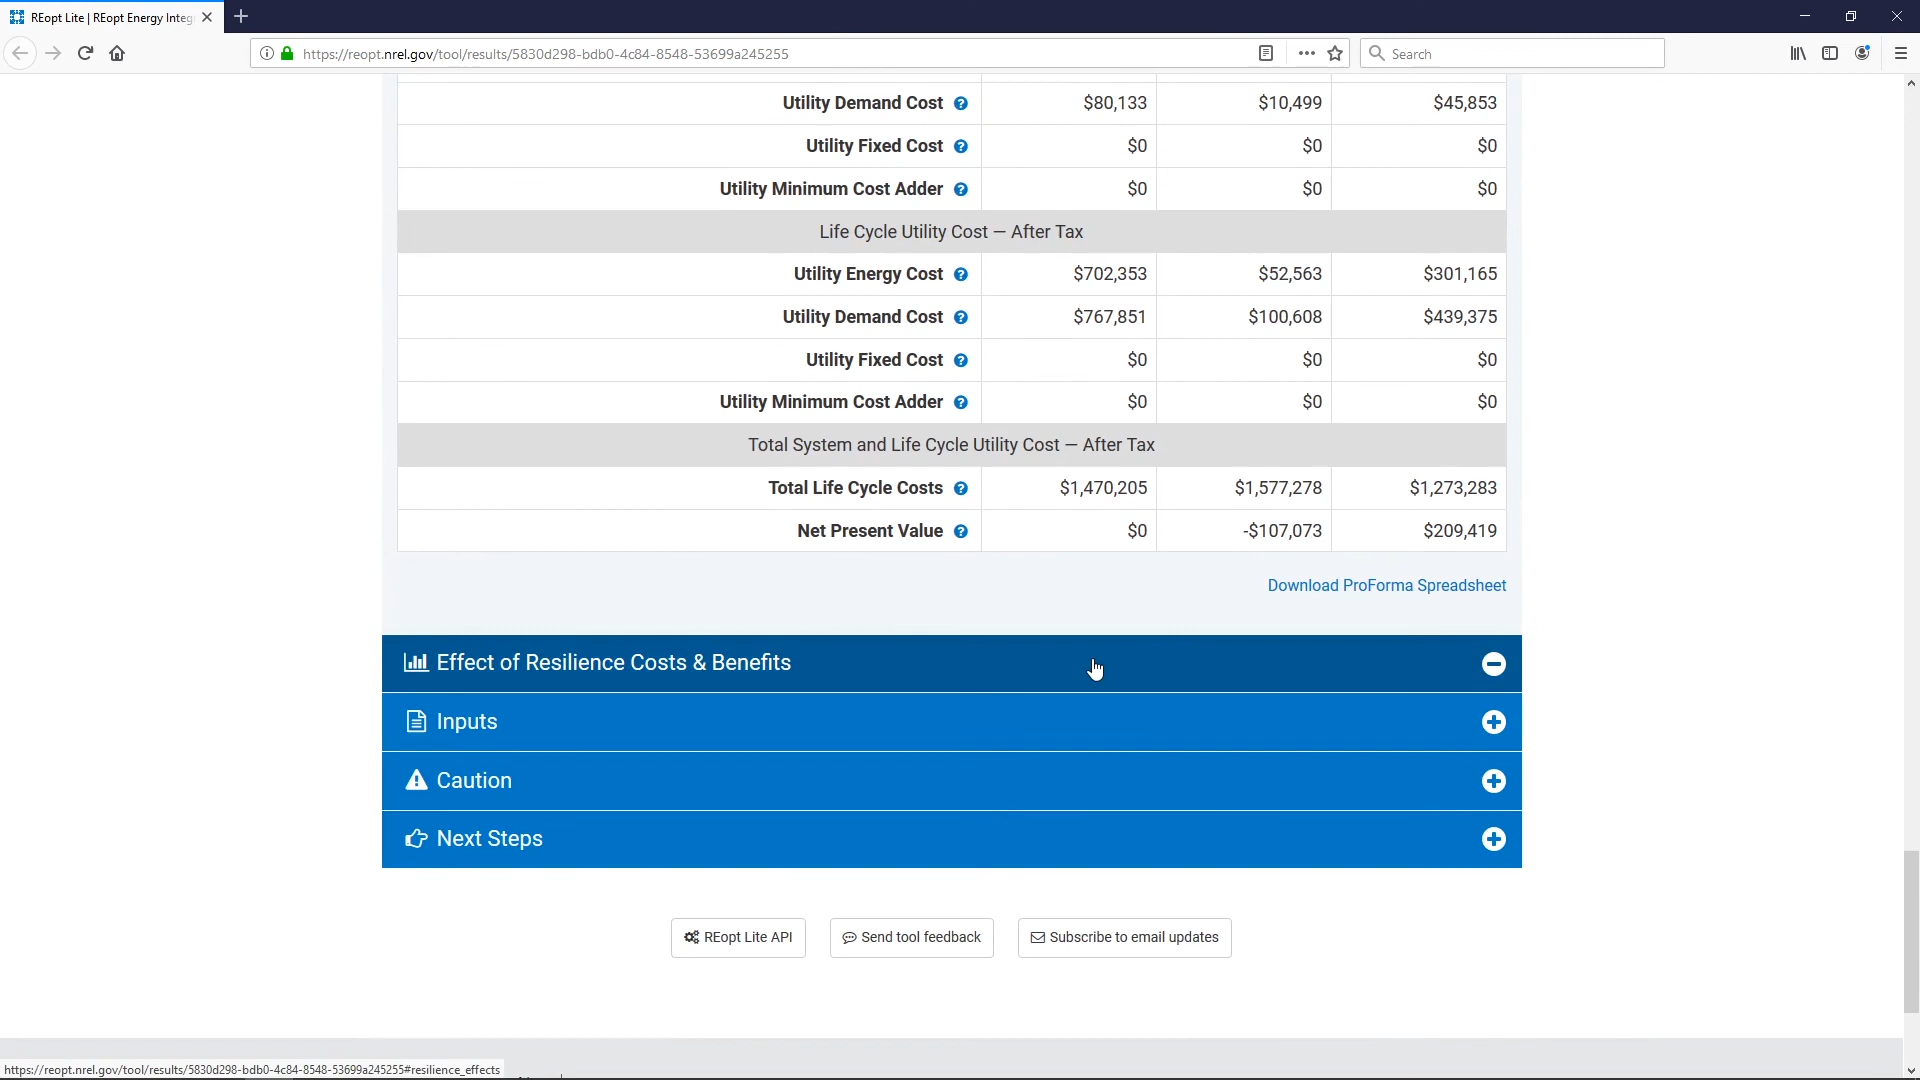 REopt Lite | REopt Energy Integ
https://reopt.nrel.gov/tool/results/5830d298-bdb0-4c84-8548-53699a245255
Search
Utility Demand Cost $80,133 $10,499 $45,853
Utility Fixed Cost $0 $0 $0
Utility Minimum Cost Adder $0 $0 $0
Life Cycle Utility Cost — After Tax
Utility Energy Cost $702,353 $52,563 $301,165
Utility Demand Cost $767,851 $100,608 $439,375
Utility Fixed Cost $0 $0 $0
Utility Minimum Cost Adder $0 $0 $0
Total System and Life Cycle Utility Cost — After Tax
Total Life Cycle Costs $1,470,205 $1,577,278 $1,273,283
Net Present Value $0 -$107,073 $209,419
Download ProForma Spreadsheet
Effect of Resilience Costs & Benefits
Inputs
Caution
Next Steps
REopt Lite API Send tool feedback Subscribe to email updates
https://reopt.nrel.gov/tool/results/5830d298-bdb0-4c84-8548-53699a245255#resilience_effects